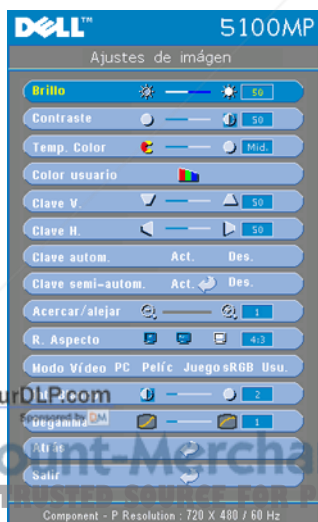 DELL™ 5100MP
Ajustes de imágen
Brillo 50
Contraste 50
Temp. Color Mid.
Color usuario
Clave V. 50
Clave H. 50
Clave autom. Act. Des.
Clave semi-autom. Act. Des.
Acercar/alejar 1
R. Aspecto 4:3
Modo Vídeo PC Pelíc Juego sRGB Usu.
urDLP.com 2
Sponsored by
Degamma 1
Atrás
Salir
Component - P Resolution : 720 X 480 / 60 Hz